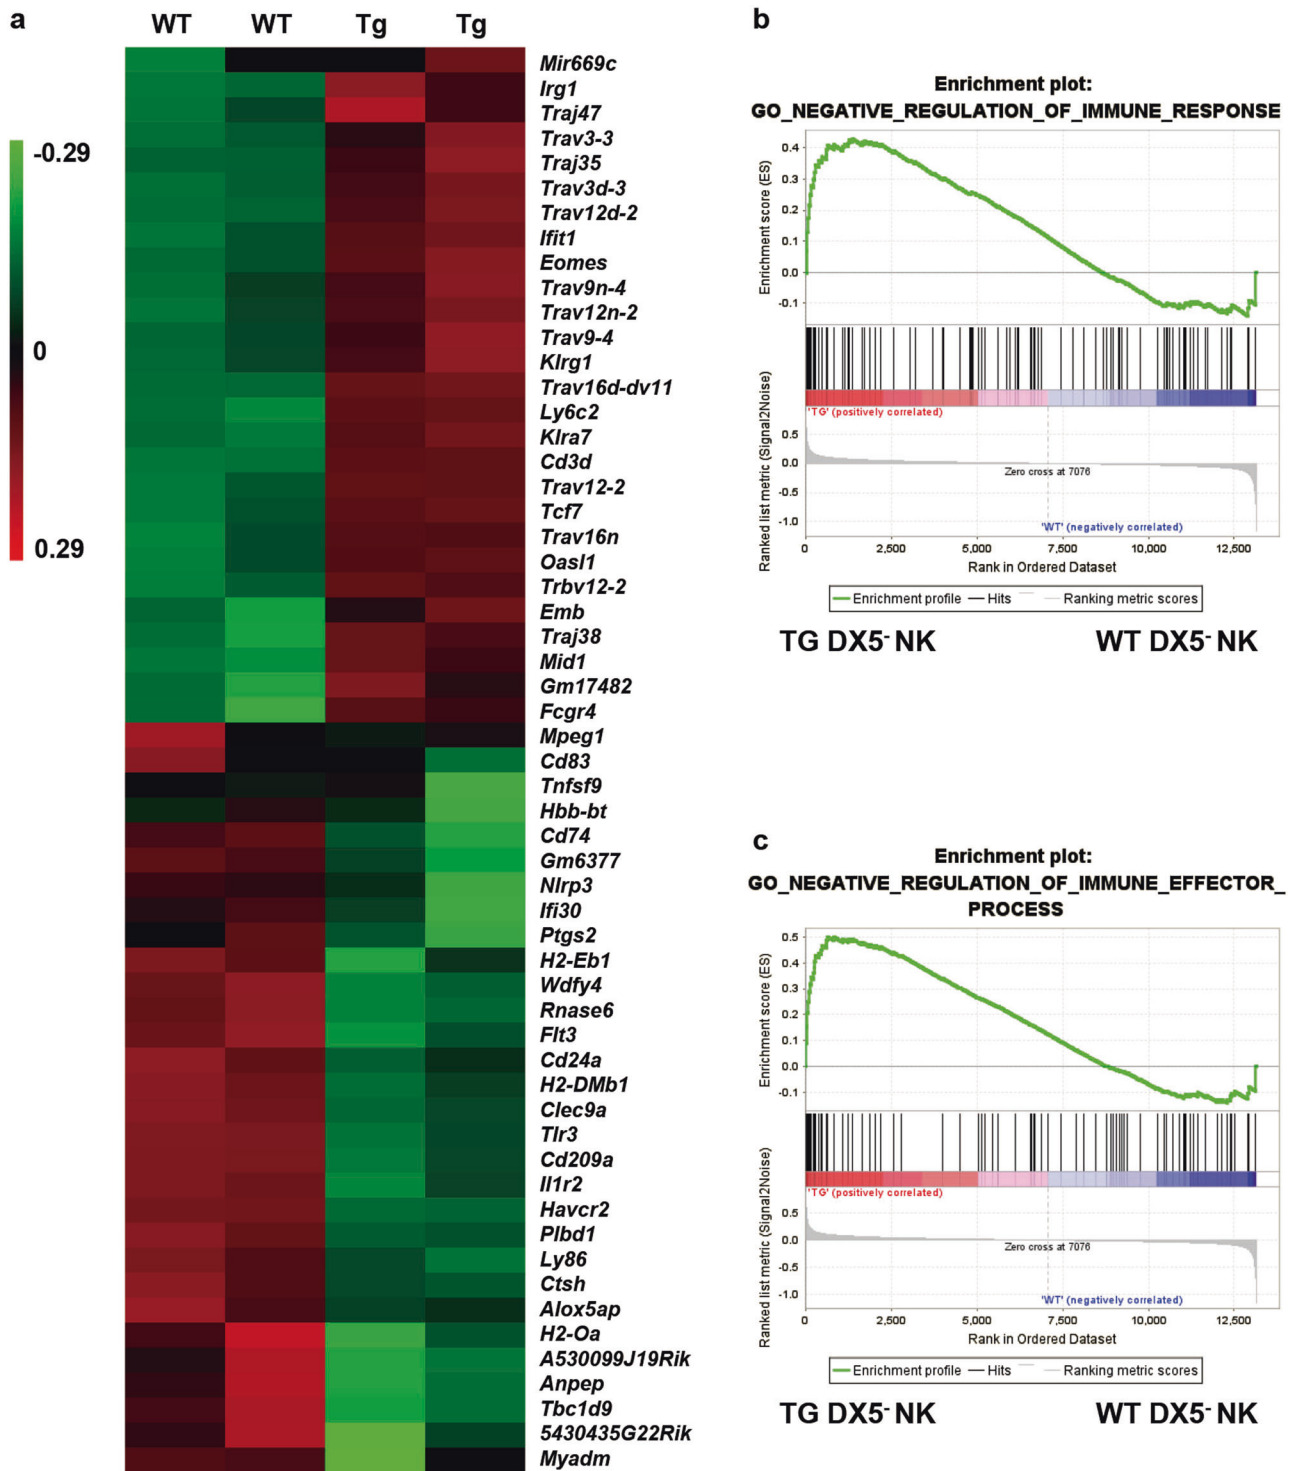 a
WT WT Tg Tg
-0.29
0
0.29
Mir669c
Irg1
Traj47
Trav3-3
Traj35
Trav3d-3
Trav12d-2
Ifit1
Eomes
Trav9n-4
Trav12n-2
Trav9-4
Klrg1
Trav16d-dv11
Ly6c2
Klra7
Cd3d
Trav12-2
Tcf7
Trav16n
Oasl1
Trbv12-2
Emb
Traj38
Mid1
Gm17482
Fcgr4
Mpeg1
Cd83
Tnfsf9
Hbb-bt
Cd74
Gm6377
Nlrp3
Ifi30
Ptgs2
H2-Eb1
Wdfy4
Rnase6
Flt3
Cd24a
H2-DMb1
Clec9a
Tlr3
Cd209a
Il1r2
Havcr2
Plbd1
Ly86
Ctsh
Alox5ap
H2-Oa
A530099J19Rik
Anpep
Tbc1d9
5430435G22Rik
Myadm
b
Enrichment plot:
GO_NEGATIVE_REGULATION_OF_IMMUNE_RESPONSE
Enrichment score (ES)
0.4
0.3
0.2
0.1
0.0
-0.1
'TG' (positively correlated)
Ranked list metric (Signal2Noise)
0.5
0.0
-0.5
-1.0
Zero cross at 7076
'WT' (negatively correlated)
0 2,500 5,000 7,500 10,000 12,500
Rank in Ordered Dataset
Enrichment profile Hits Ranking metric scores
TG DX5- NK WT DX5- NK
c
Enrichment plot:
GO_NEGATIVE_REGULATION_OF_IMMUNE_EFFECTOR_
PROCESS
Enrichment score (ES)
0.5
0.4
0.3
0.2
0.1
0.0
-0.1
'TG' (positively correlated)
Ranked list metric (Signal2Noise)
0.5
0.0
-0.5
-1.0
Zero cross at 7076
'WT' (negatively correlated)
0 2,500 5,000 7,500 10,000 12,500
Rank in Ordered Dataset
Enrichment profile Hits Ranking metric scores
TG DX5- NK WT DX5- NK